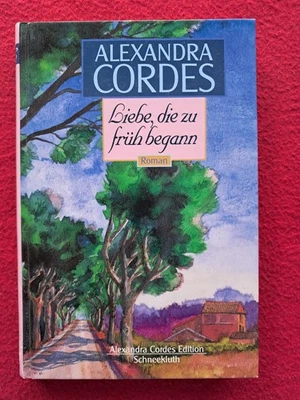 ALEXANDRA
CORDES
Liebe, die zu
früh begann
Roman
Alexandra Cordes Edition
Schneekluth